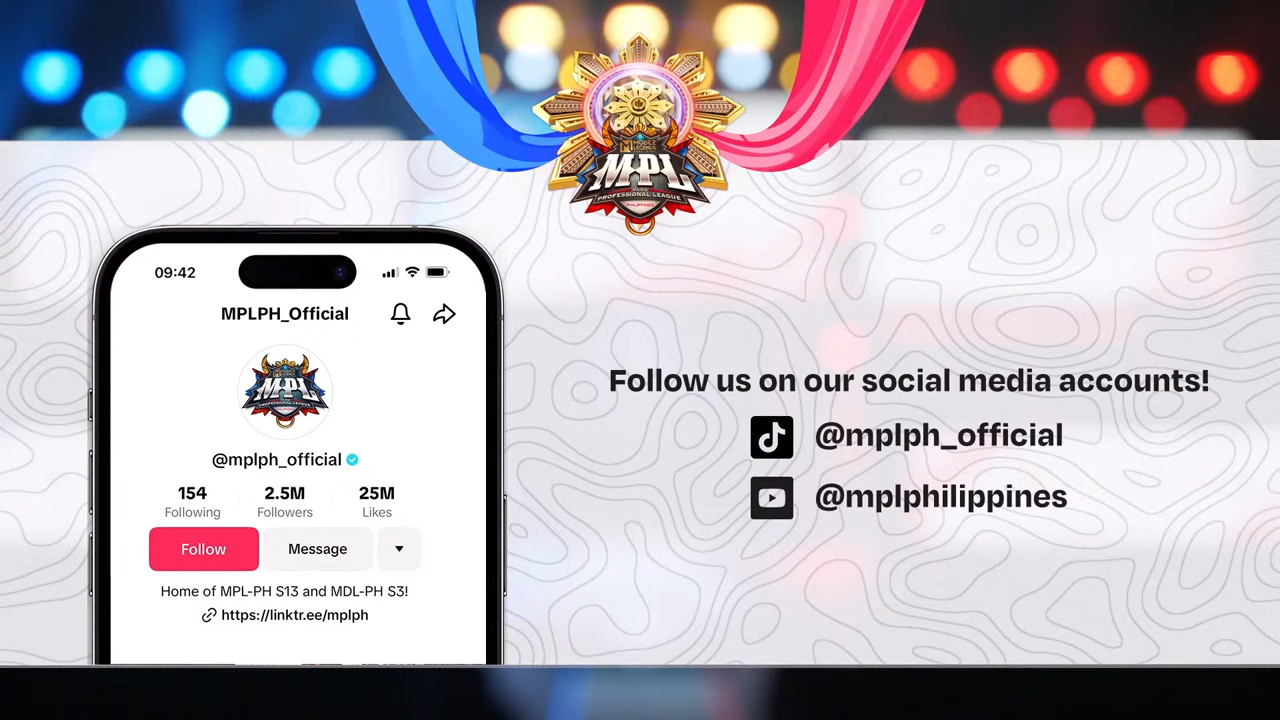 MOBILE
LEGENDS
MPL
PROFESSIONAL LEAGUE
PHILIPPINES
09:42
MPLPH_Official
MPL
@mplph_official
154 2.5M 25M
Following Followers Likes
Follow Message
Home of MPL-PH S13 and MDL-PH S3!
https://linktr.ee/mplph
Follow us on our social media accounts!
@mplph_official
@mplphilippines